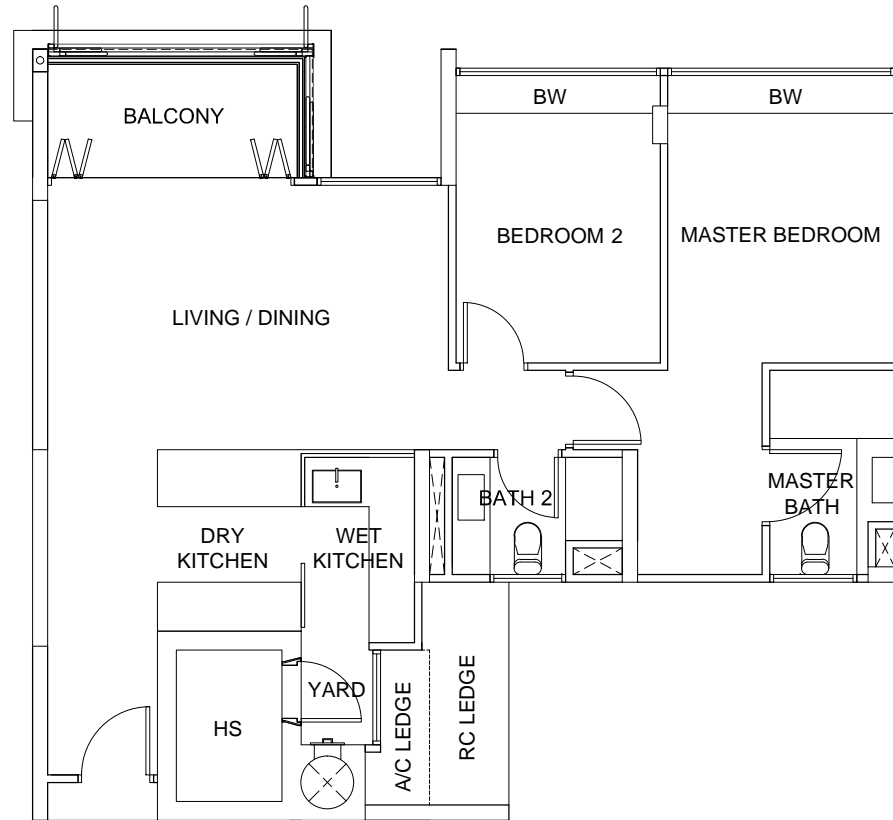 BW
BW
BALCONY
BEDROOM 2
MASTER BEDROOM
LIVING / DINING
MASTER
BATH
BATH 2
DRY
KITCHEN
WET
KITCHEN
YARD
HS
A/C LEDGE
RC LEDGE